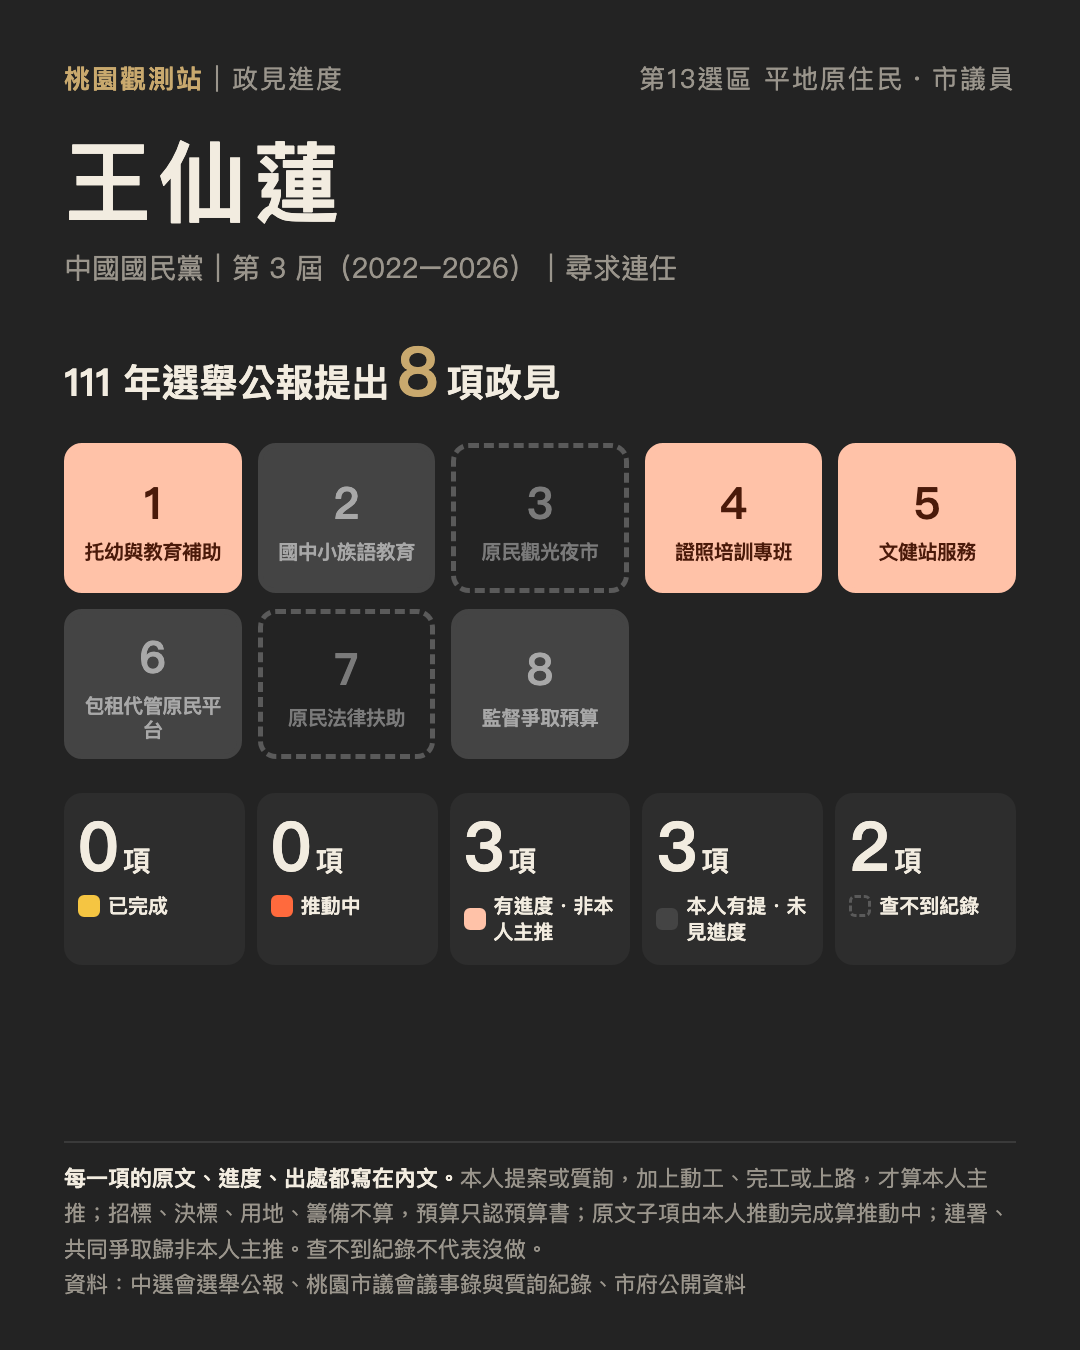 桃園觀測站｜政見進度
第13選區 平地原住民・市議員
王仙蓮
中國國民黨｜第 3 屆（2022–2026）｜尋求連任
111 年選舉公報提出 8 項政見
1
托幼與教育補助
2
國中小族語教育
3
原民觀光夜市
4
證照培訓專班
5
文健站服務
6
包租代管原民平
台
7
原民法律扶助
8
監督爭取預算
0項
已完成
0項
推動中
3項
有進度・非本
人主推
3項
本人有提・未
見進度
2項
查不到紀錄
每一項的原文、進度、出處都寫在內文。本人提案或質詢，加上動工、完工或上路，才算本人主
推；招標、決標、用地、籌備不算，預算只認預算書；原文子項由本人推動完成算推動中；連署、
共同爭取歸非本人主推。查不到紀錄不代表沒做。
資料：中選會選舉公報、桃園市議會議事錄與質詢紀錄、市府公開資料